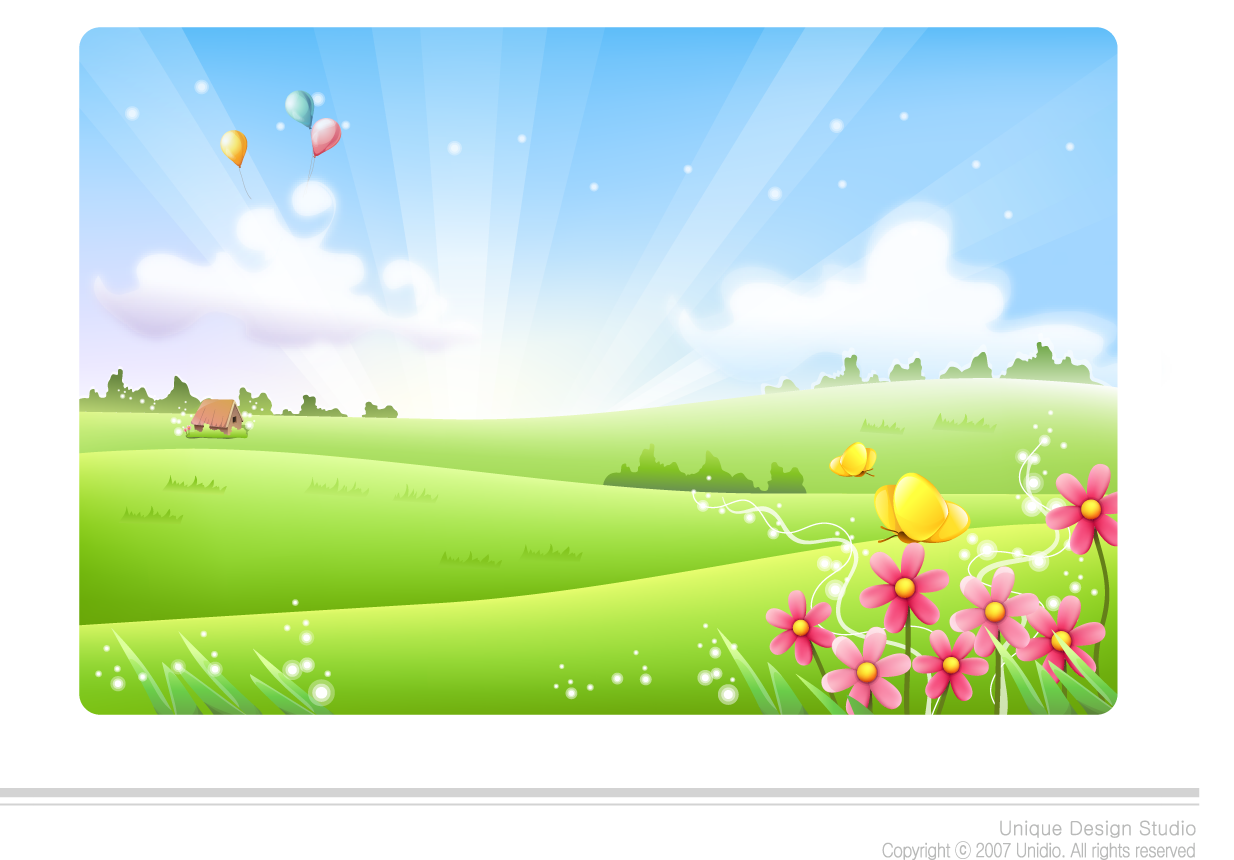 Unique Design Studio
Copyright ⓒ 2007 Unidio. All rights reserved